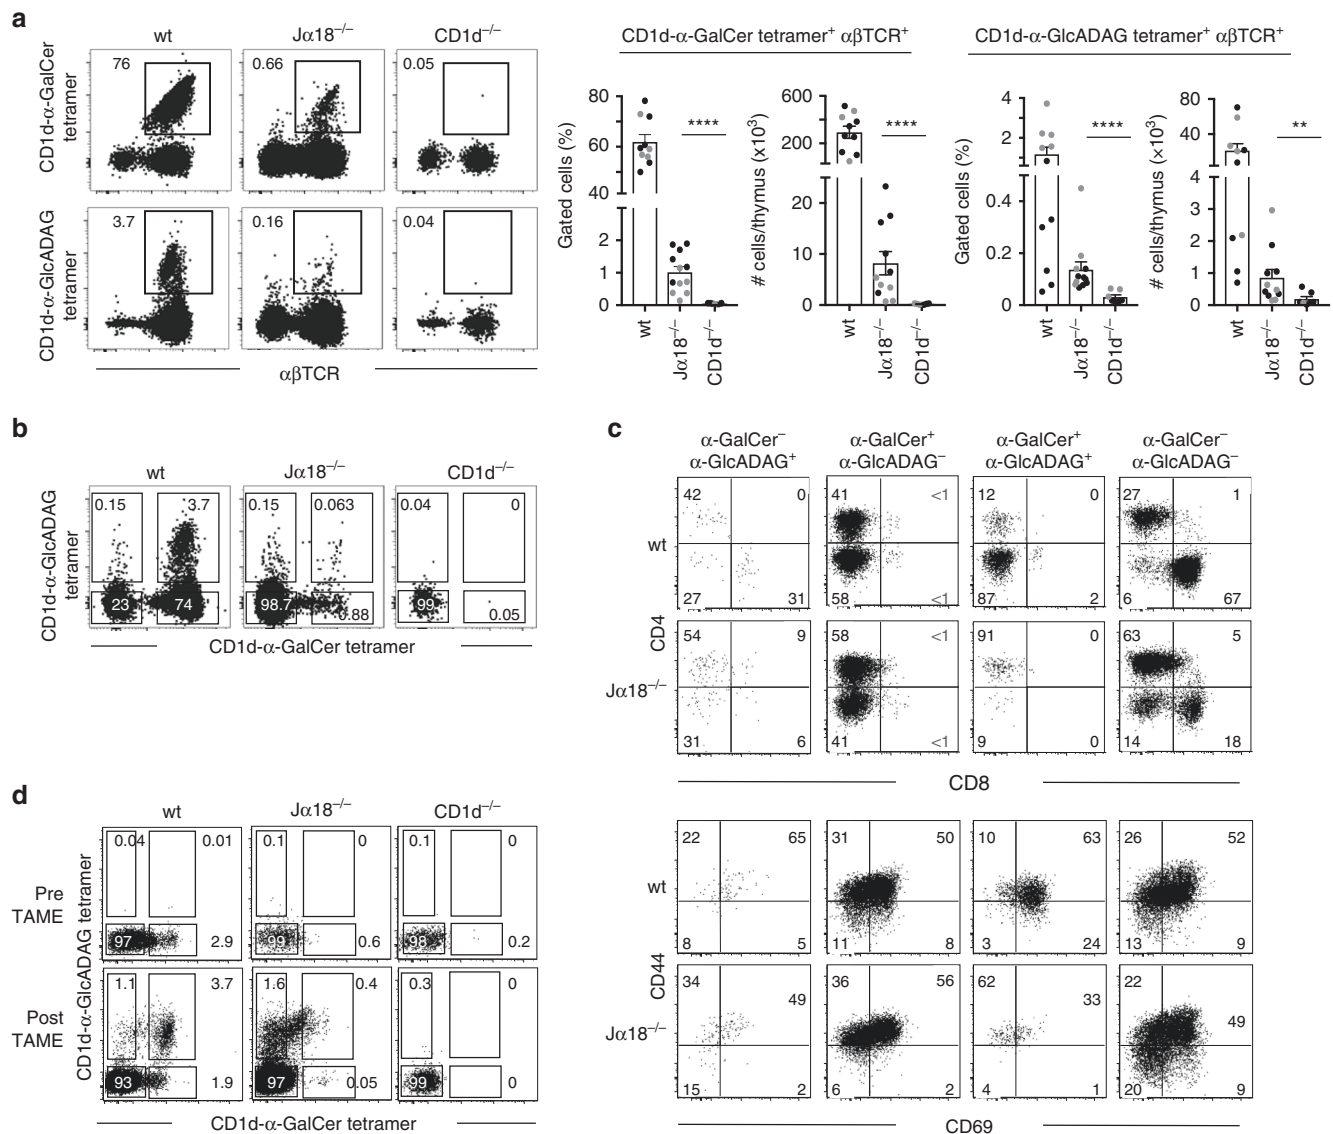 a
wt
Jα18–/–
CD1d–/–
CD1d-α-GalCer
tetramer
76
0.66
0.05
CD1d-α-GlcADAG
tetramer
3.7
0.16
0.04
αβTCR
CD1d-α-GalCer tetramer+ αβTCR+
Gated cells (%)
80
60
40
2
1
0
****
wt
Jα18–/–
CD1d–/–
# cells/thymus (x10³)
600
200
20
10
0
****
wt
Jα18–/–
CD1d–/–
CD1d-α-GlcADAG tetramer+ αβTCR+
Gated cells (%)
4
2
0.4
0.2
0
****
wt
Jα18–/–
CD1d–/–
# cells/thymus (×10³)
80
40
4
3
2
1
0
**
wt
Jα18–/–
CD1d–/–
b
wt
Jα18–/–
CD1d–/–
CD1d-α-GlcADAG
tetramer
0.15
3.7
23
74
0.15
0.063
98.7
0.88
0.04
0
99
0.05
CD1d-α-GalCer tetramer
c
α-GalCer–
α-GlcADAG+
α-GalCer+
α-GlcADAG–
α-GalCer+
α-GlcADAG+
α-GalCer–
α-GlcADAG–
wt
42
0
27
31
41
<1
58
<1
12
0
87
2
27
1
6
67
CD4
Jα18–/–
54
9
31
6
58
<1
41
<1
91
0
9
0
63
5
14
18
CD8
wt
22
65
8
5
31
50
11
8
10
63
3
24
26
52
13
9
CD44
Jα18–/–
34
49
15
2
36
56
6
2
62
33
4
1
22
49
20
9
CD69
d
wt
Jα18–/–
CD1d–/–
CD1d-α-GlcADAG tetramer
Pre
TAME
0.04
0.01
97
2.9
0.1
0
99
0.6
0.1
0
98
0.2
Post
TAME
1.1
3.7
93
1.9
1.6
0.4
97
0.05
0.3
0
99
0
CD1d-α-GalCer tetramer